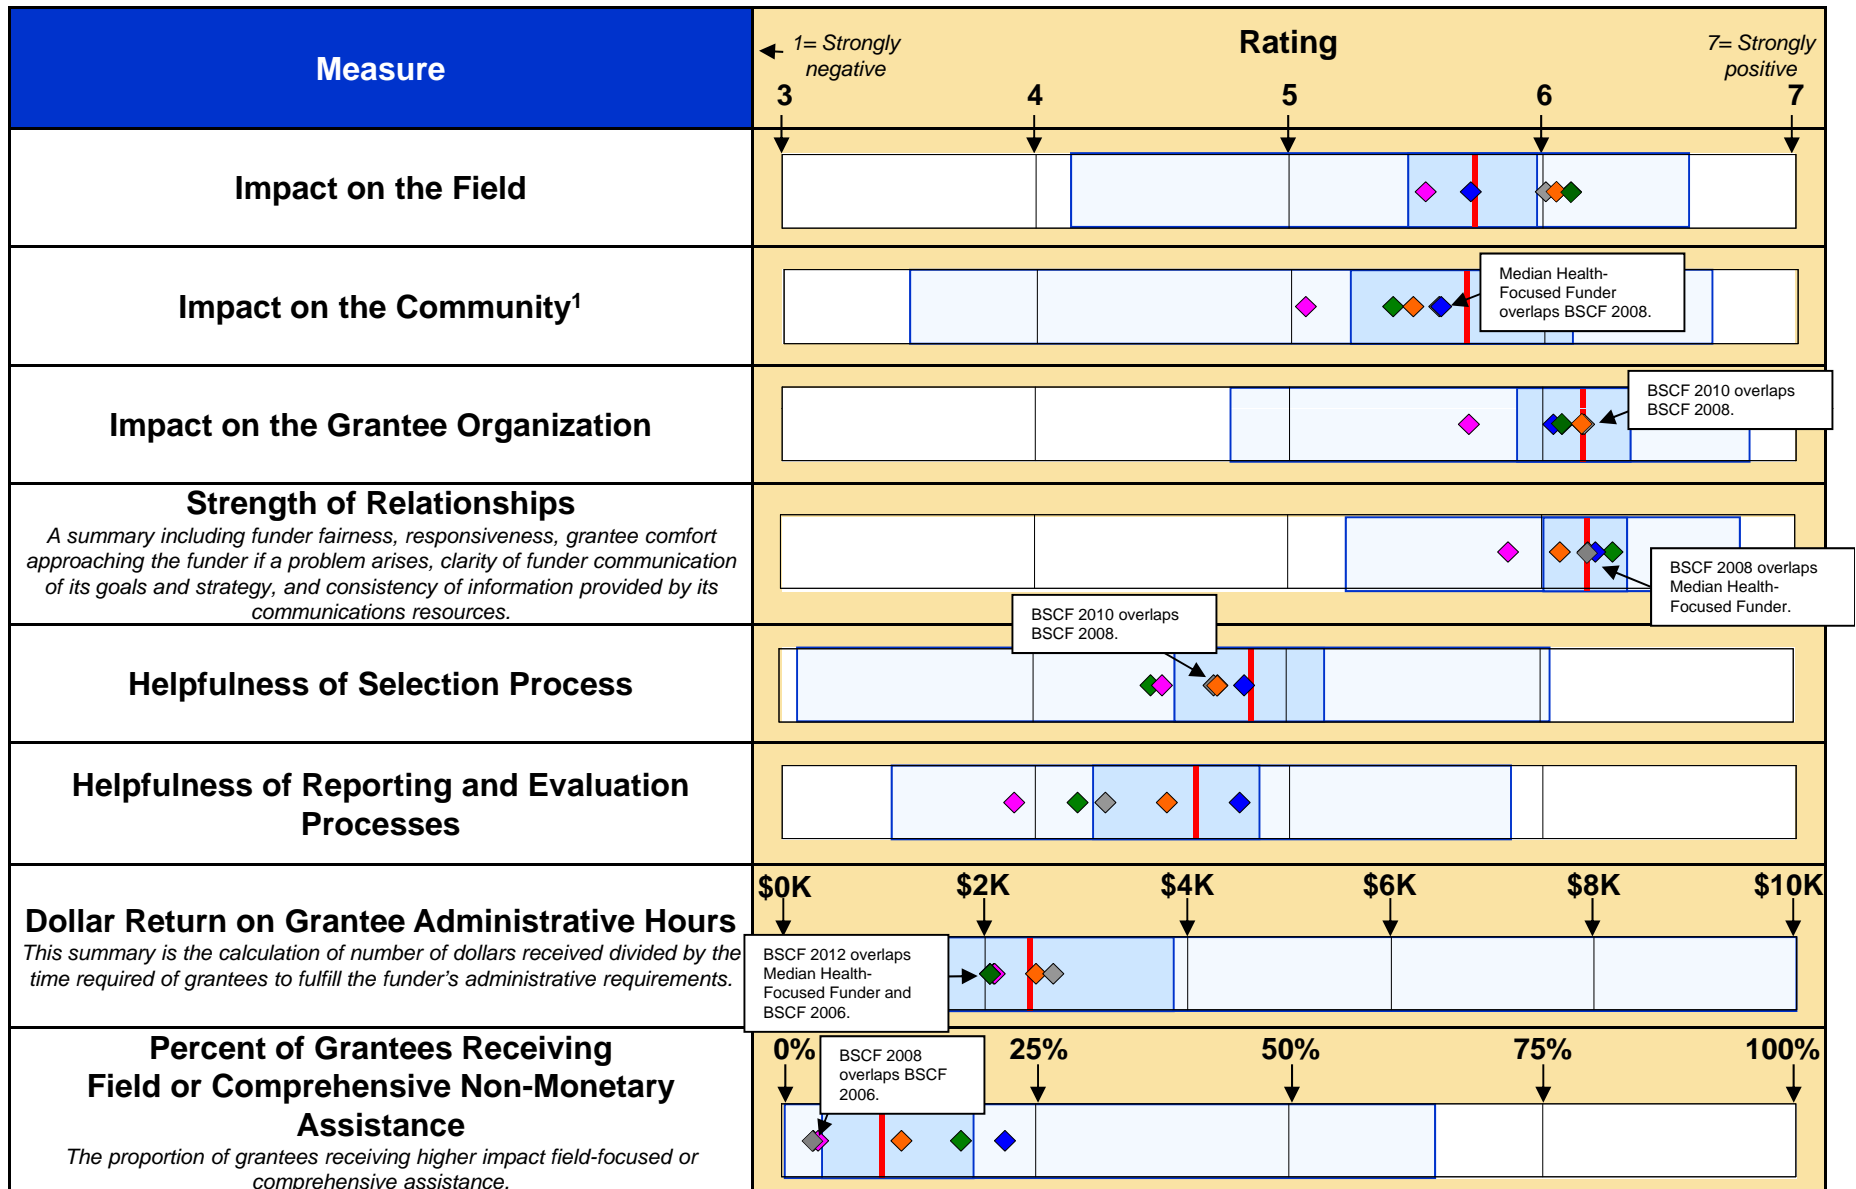 Measure
1= Strongly
negative
Rating
7= Strongly
positive
3 4 5 6 7
Impact on the Field
Impact on the Community¹
Median Health-
Focused Funder
overlaps BSCF 2008.
Impact on the Grantee Organization
BSCF 2010 overlaps
BSCF 2008.
Strength of Relationships
A summary including funder fairness, responsiveness, grantee comfort
approaching the funder if a problem arises, clarity of funder communication
of its goals and strategy, and consistency of information provided by its
communications resources.
BSCF 2008 overlaps
Median Health-
Focused Funder.
BSCF 2010 overlaps
BSCF 2008.
Helpfulness of Selection Process
Helpfulness of Reporting and Evaluation
Processes
$0K $2K $4K $6K $8K $10K
Dollar Return on Grantee Administrative Hours
This summary is the calculation of number of dollars received divided by the
time required of grantees to fulfill the funder's administrative requirements.
BSCF 2012 overlaps
Median Health-
Focused Funder and
BSCF 2006.
Percent of Grantees Receiving
Field or Comprehensive Non-Monetary
Assistance
The proportion of grantees receiving higher impact field-focused or
comprehensive assistance.
0% 25% 50% 75% 100%
BSCF 2008
overlaps BSCF
2006.